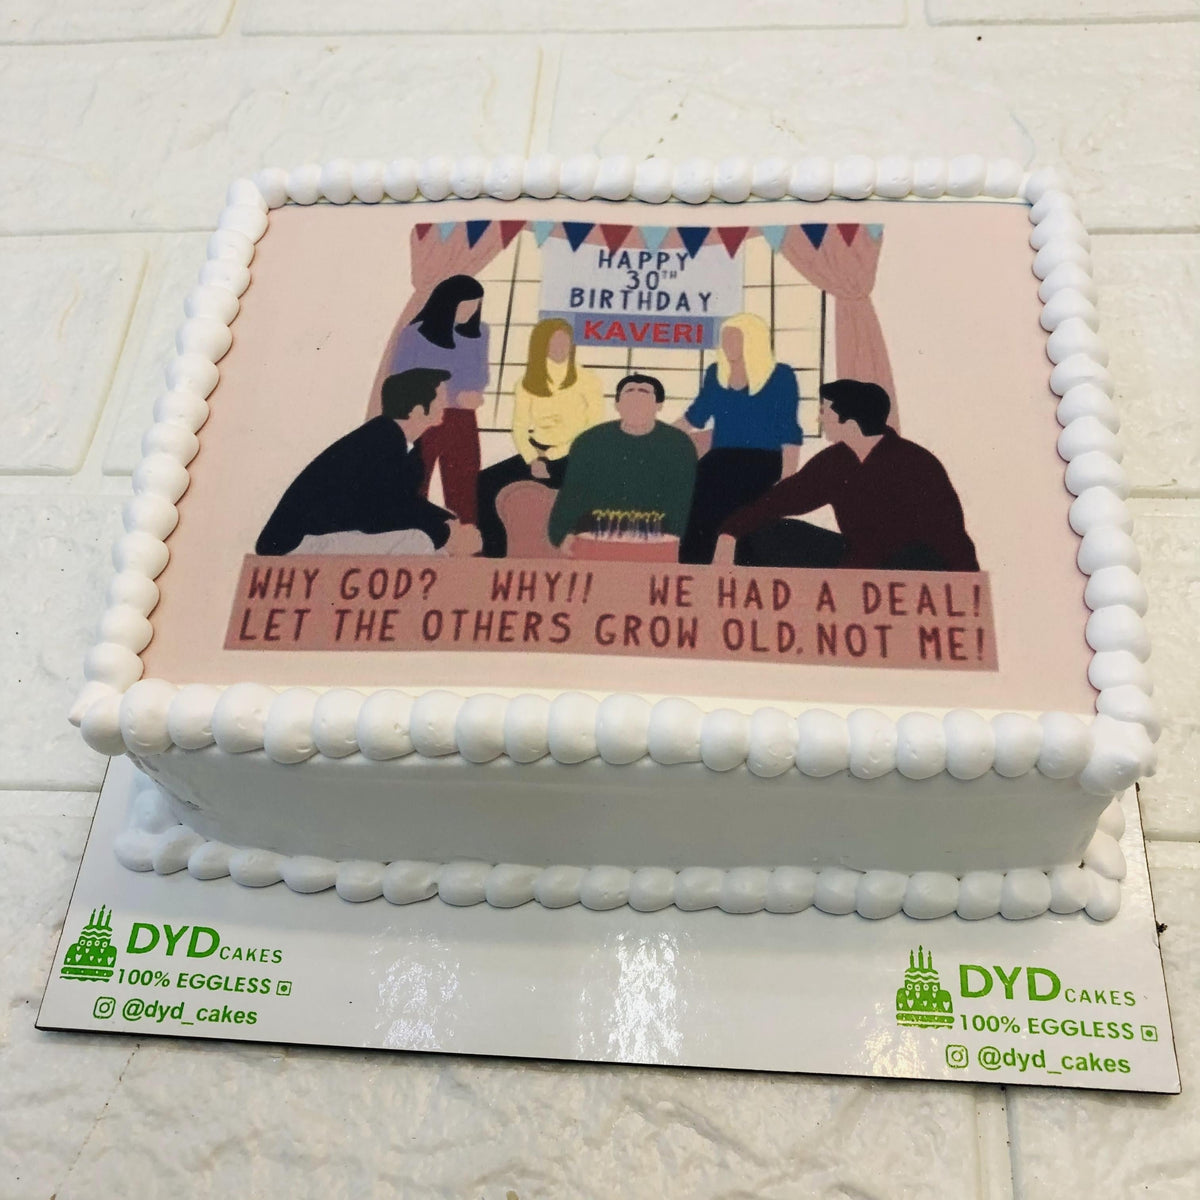 HAPPY
30TH
BIRTHDAY
KAVERI
WHY GOD? WHY!! WE HAD A DEAL!
LET THE OTHERS GROW OLD. NOT ME!
DYD CAKES
100% EGGLESS
@dyd_cakes
DYD CAKES
100% EGGLESS
@dyd_cakes